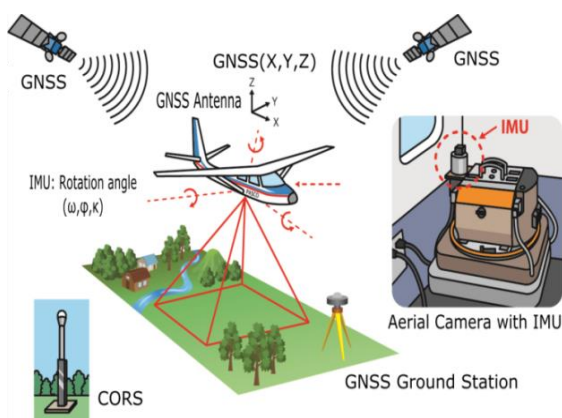 GNSS
GNSS(X,Y,Z)
GNSS
GNSS Antenna
Z
Y
X
IMU
IMU: Rotation angle
(ω,φ,κ)
Aerial Camera with IMU
CORS
GNSS Ground Station